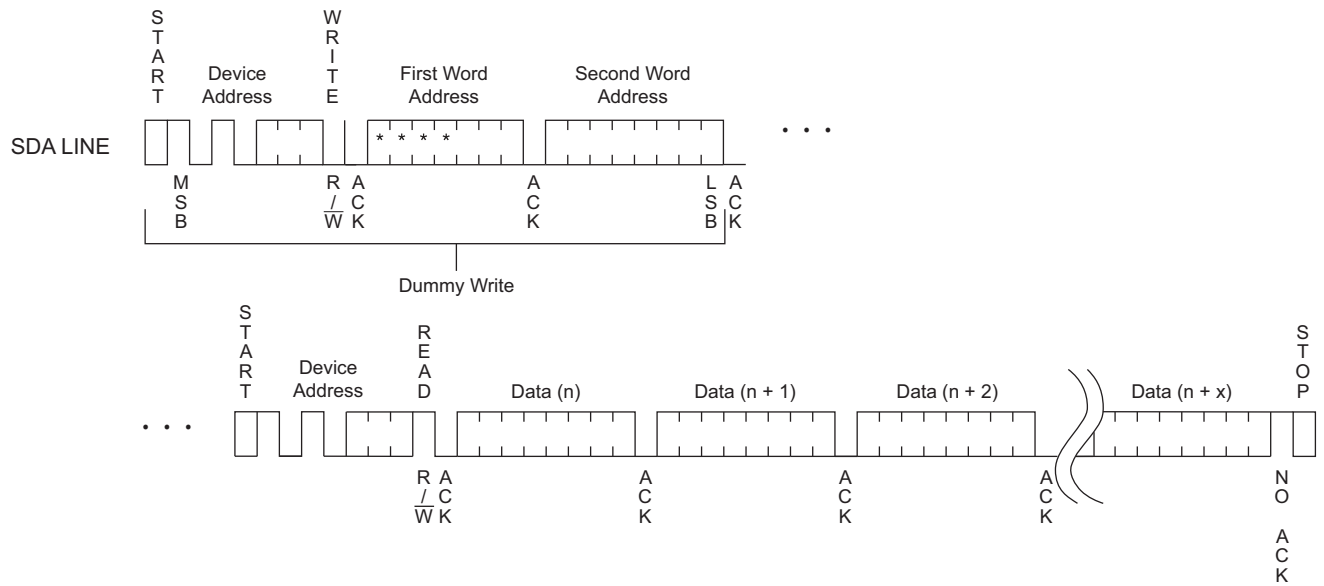 START
WRITE
Device
Address
First Word
Address
Second Word
Address
SDA LINE
* * * *
. . .
MSB
R/W
ACK
ACK
LSB
ACK
Dummy Write
START
READ
STOP
Device
Address
Data (n)
Data (n + 1)
Data (n + 2)
Data (n + x)
. . .
R/W
ACK
ACK
ACK
ACK
NO ACK